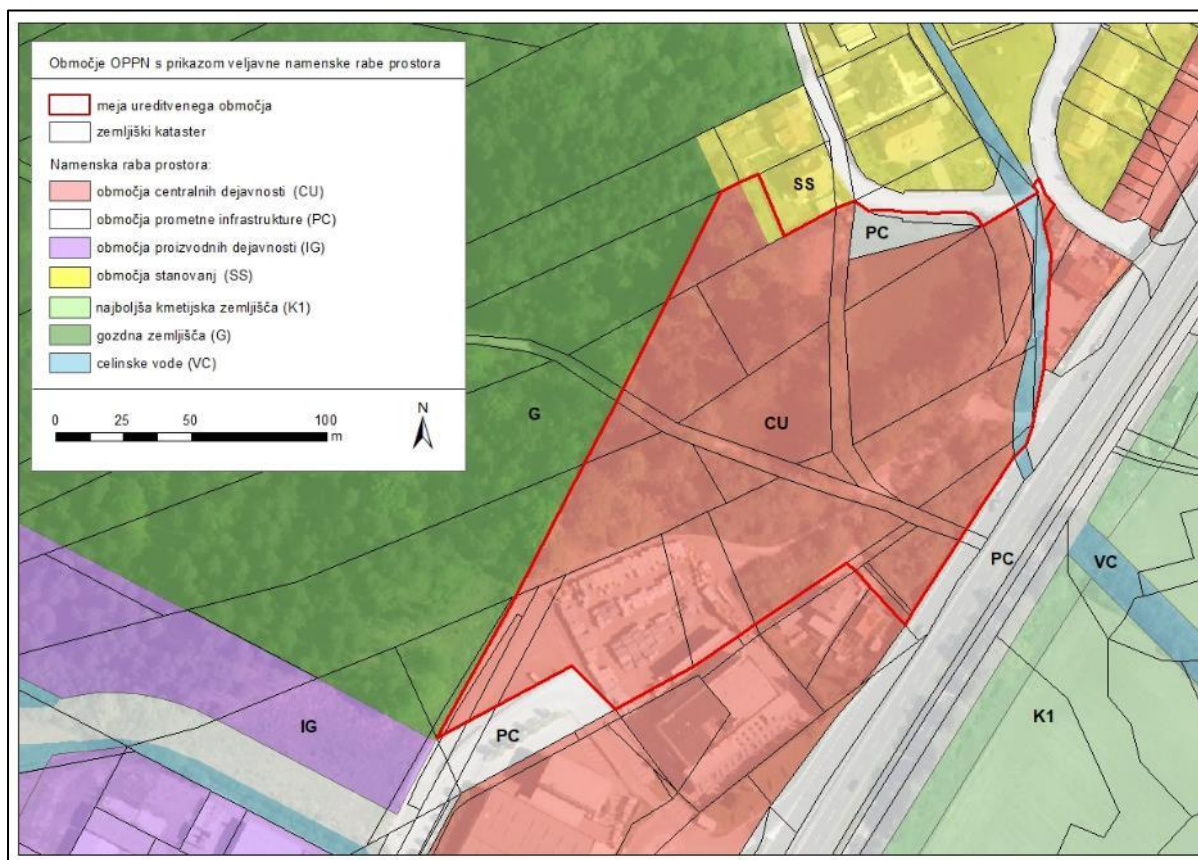 Območje OPPN s prikazom veljavne namenske rabe prostora
meja ureditvenega območja
zemljiški kataster
Namenska raba prostora:
območja centralnih dejavnosti (CU)
območja prometne infrastrukture (PC)
območja proizvodnih dejavnosti (IG)
območja stanovanj (SS)
najboljša kmetijska zemljišča (K1)
gozdna zemljišča (G)
celinske vode (VC)
0 25 50 100
m
N
SS
PC
G
CU
PC
VC
IG
PC
K1